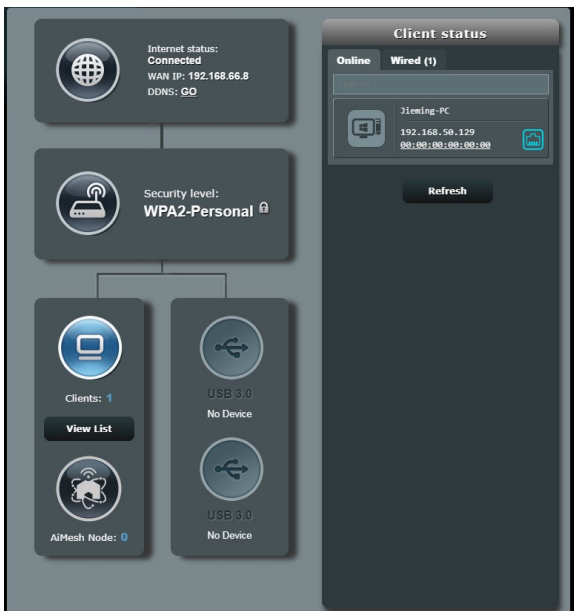 Internet status:
Connected
WAN IP: 192.168.66.8
DDNS: GO
Security level:
WPA2-Personal
Clients: 1
View List
AiMesh Node: 0
USB 3.0
No Device
USB 3.0
No Device
Client status
Online Wired (1)
Search
Jieming-PC
192.168.50.129
00:00:00:00:00:00
Refresh